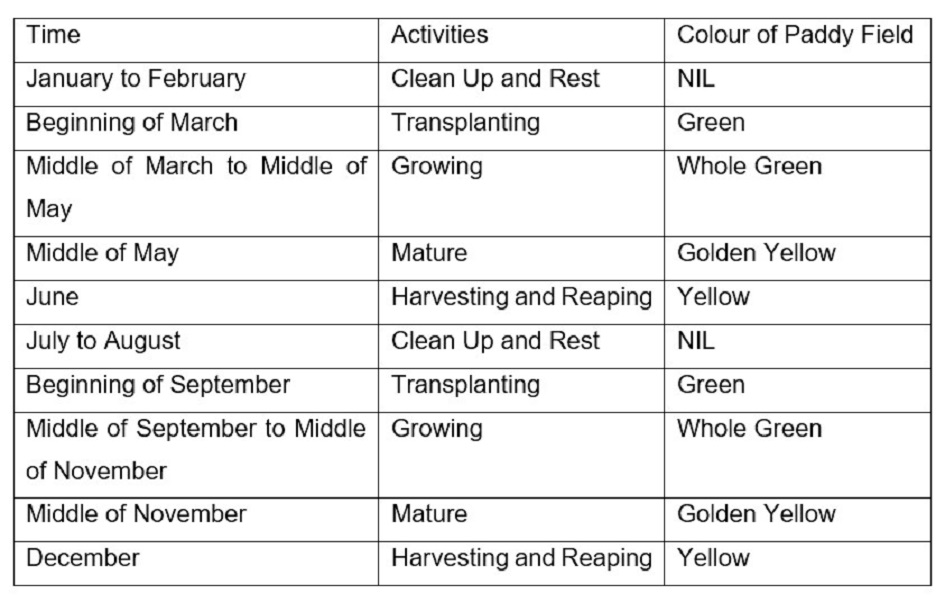 Time Activities Colour of Paddy Field
January to February Clean Up and Rest NIL
Beginning of March Transplanting Green
Middle of March to Middle of Growing Whole Green
May
Middle of May Mature Golden Yellow
June Harvesting and Reaping Yellow
July to August Clean Up and Rest NIL
Beginning of September Transplanting Green
Middle of September to Middle Growing Whole Green
of November
Middle of November Mature Golden Yellow
December Harvesting and Reaping Yellow